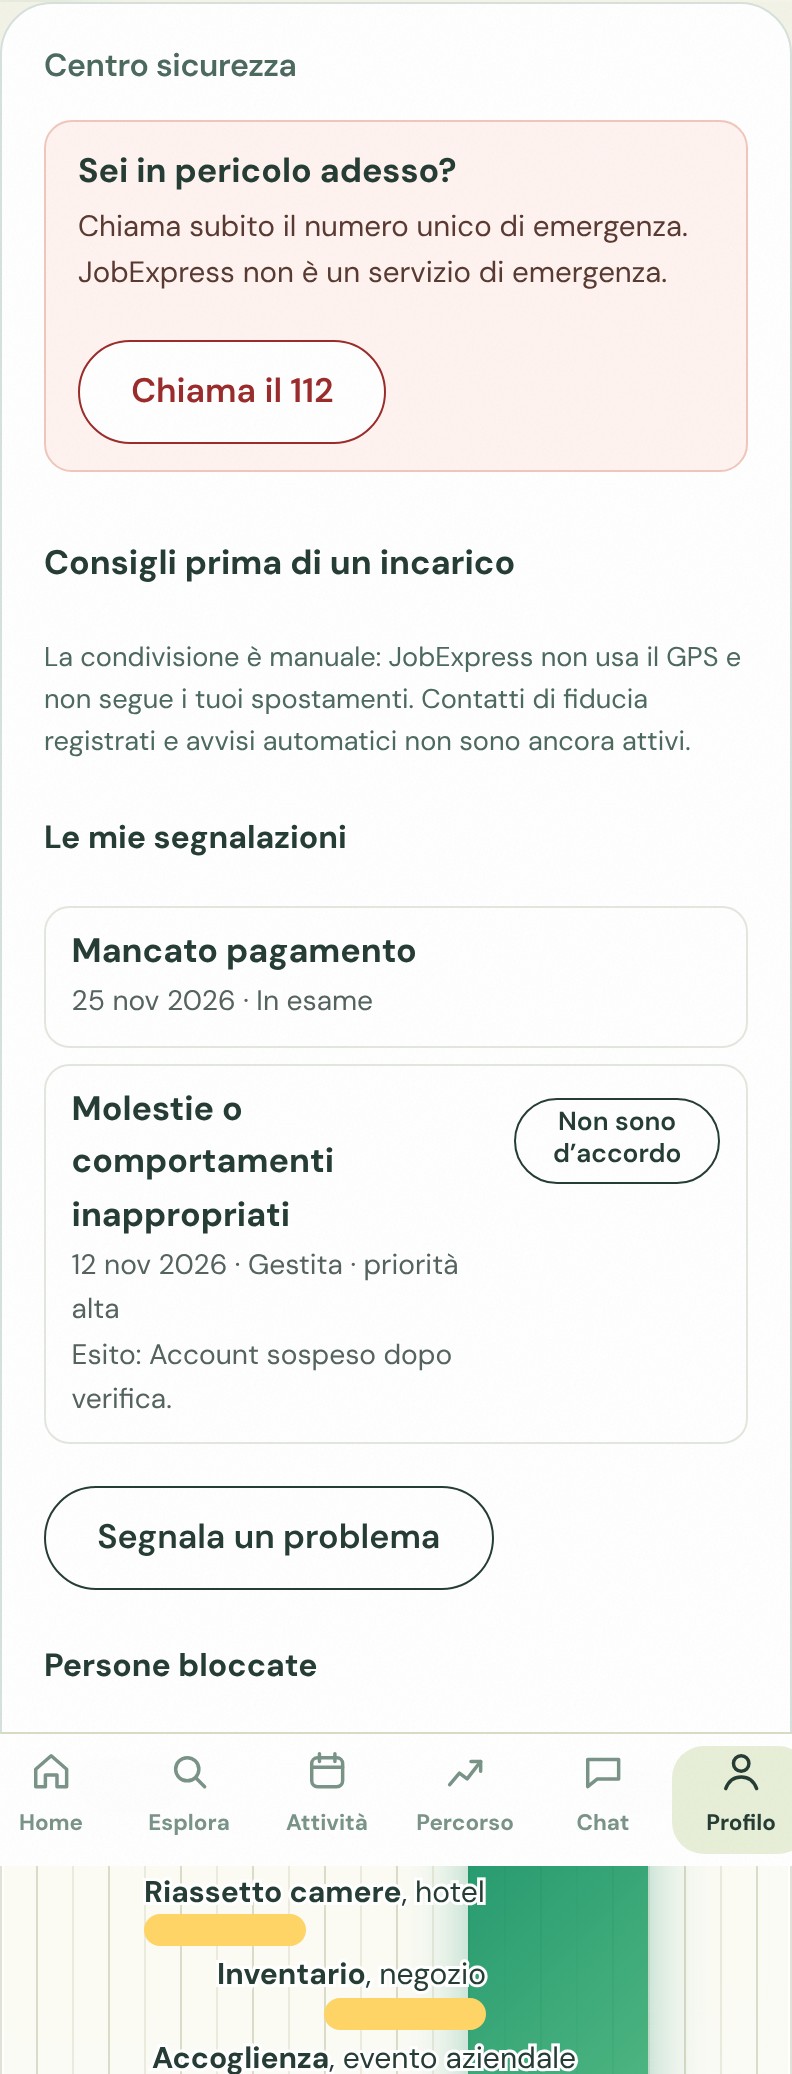 Centro sicurezza
Sei in pericolo adesso?
Chiama subito il numero unico di emergenza.
JobExpress non è un servizio di emergenza.
Chiama il 112
Consigli prima di un incarico
La condivisione è manuale: JobExpress non usa il GPS e
non segue i tuoi spostamenti. Contatti di fiducia
registrati e avvisi automatici non sono ancora attivi.
Le mie segnalazioni
Mancato pagamento
25 nov 2026 · In esame
Molestie o
comportamenti
inappropriati
Non sono
d’accordo
12 nov 2026 · Gestita · priorità
alta
Esito: Account sospeso dopo
verifica.
Segnala un problema
Persone bloccate
Home Esplora Attività Percorso Chat Profilo
Riassetto camere, hotel
Inventario, negozio
Accoglienza, evento aziendale